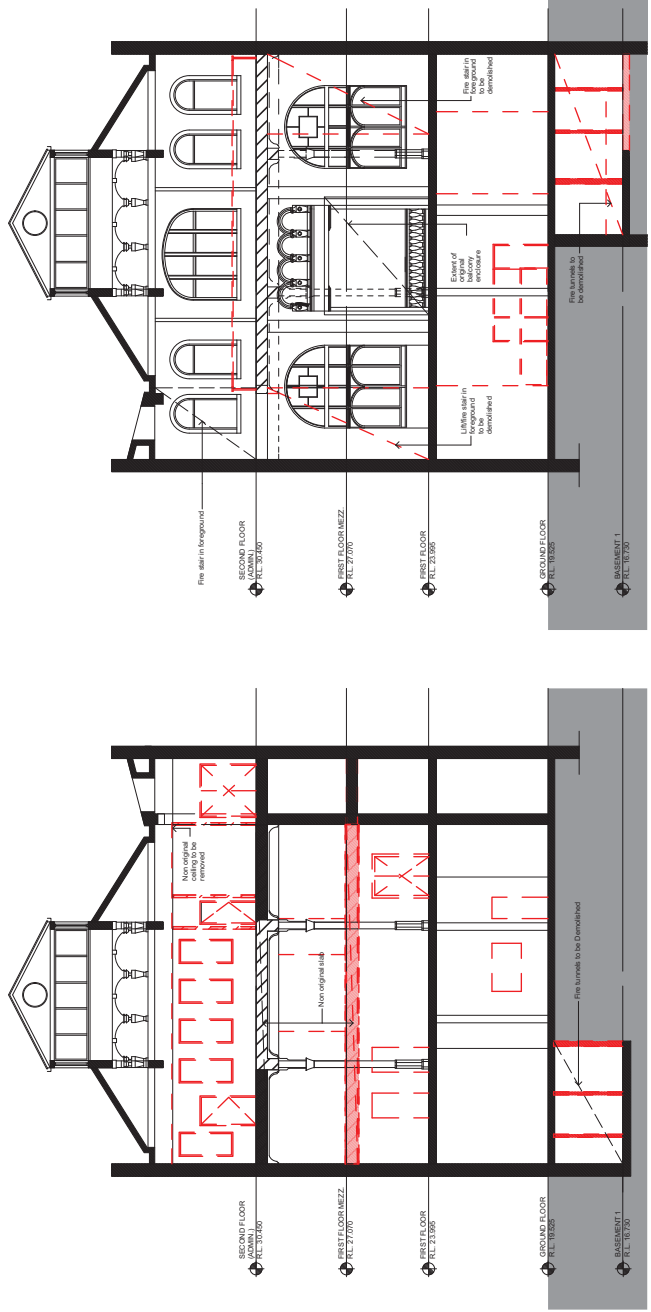 Fire stair in foreground
SECOND FLOOR
(ADMIN.)
R.L. 30.450
FIRST FLOOR MEZZ.
R.L. 27.070
FIRST FLOOR
R.L. 23.995
GROUND FLOOR
R.L. 19.525
BASEMENT 1
R.L. 16.730
Lift/fire stair in
foreground
to be
demolished
Extent of
original
balcony
enclosure
Fire stair in
foreground
to be
demolished
Fire tunnels to
be demolished
SECOND FLOOR
(ADMIN.)
R.L. 30.450
FIRST FLOOR MEZZ.
R.L. 27.070
FIRST FLOOR
R.L. 23.995
GROUND FLOOR
R.L. 19.525
BASEMENT 1
R.L. 16.730
Non original
ceiling to be
removed
Non original slab
Fire tunnels to be Demolished